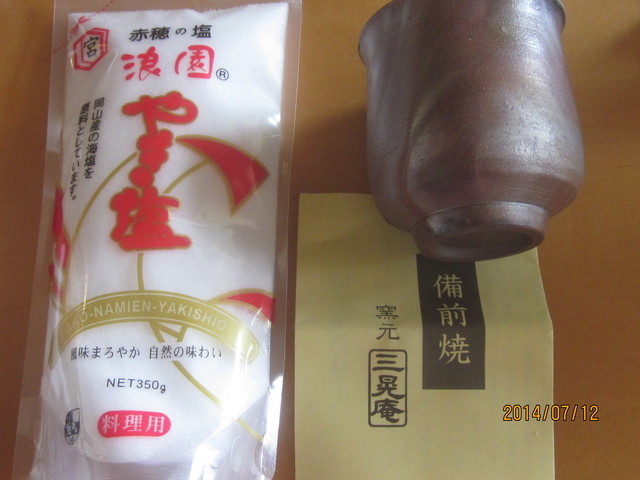 赤穂の塩
宮
浪園®
やき塩
岡山産の海塩を
原料としています。
-NAMIEN-YAKISHIO
風味まろやか 自然の味わい
NET350g
料理用
備前焼
窯元
三晃庵
2014/07/12